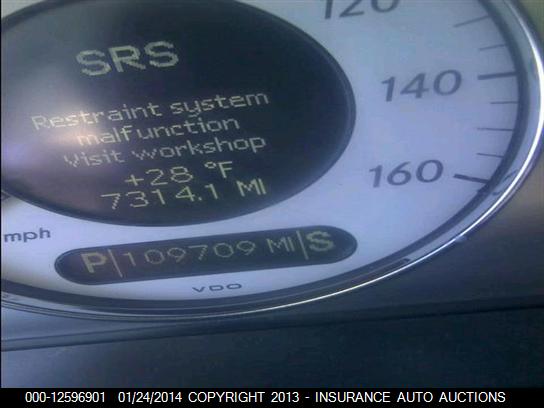 120
SRS
140
Restraint system
malfunction
Visit workshop
+28 °F
160
7314.1 MI
mph
P 109709 MI S
VDO
000-12596901 01/24/2014 COPYRIGHT 2013 - INSURANCE AUTO AUCTIONS